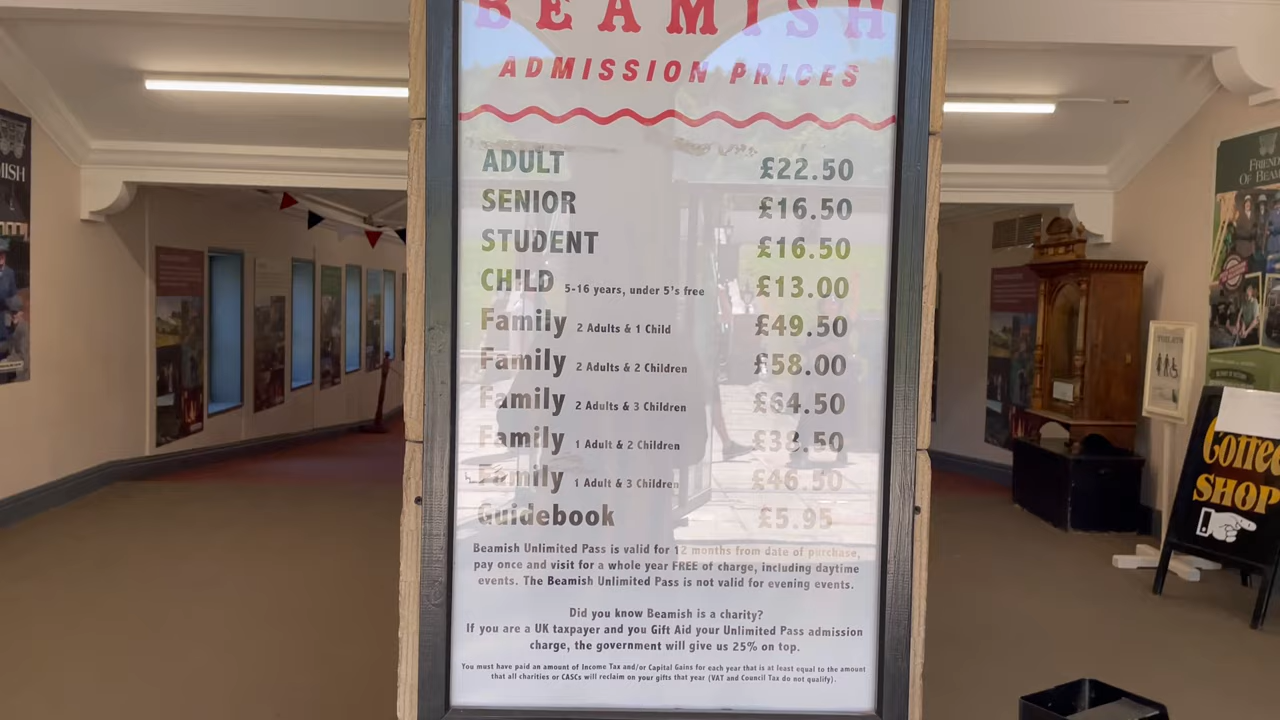 BEAMISH
ADMISSION PRICES
ADULT £22.50
SENIOR £16.50
STUDENT £16.50
CHILD 5-16 years, under 5's free £13.00
Family 2 Adults & 1 Child £49.50
Family 2 Adults & 2 Children £58.00
Family 2 Adults & 3 Children £64.50
Family 1 Adult & 2 Children £38.50
Family 1 Adult & 3 Children £46.50
Guidebook £5.95
Beamish Unlimited Pass is valid for 12 months from date of purchase,
pay once and visit for a whole year FREE of charge, including daytime
events. The Beamish Unlimited Pass is not valid for evening events.
Did you know Beamish is a charity?
If you are a UK taxpayer and you Gift Aid your Unlimited Pass admission
charge, the government will give us 25% on top.
You must have paid an amount of Income Tax and/or Capital Gains for each year that is at least equal to the amount
that all charities or CASCs will reclaim on your gifts that year (VAT and Council Tax do not qualify).
MISH
FRIEND
OF BEAM
TOILETS
Coffee
SHOP